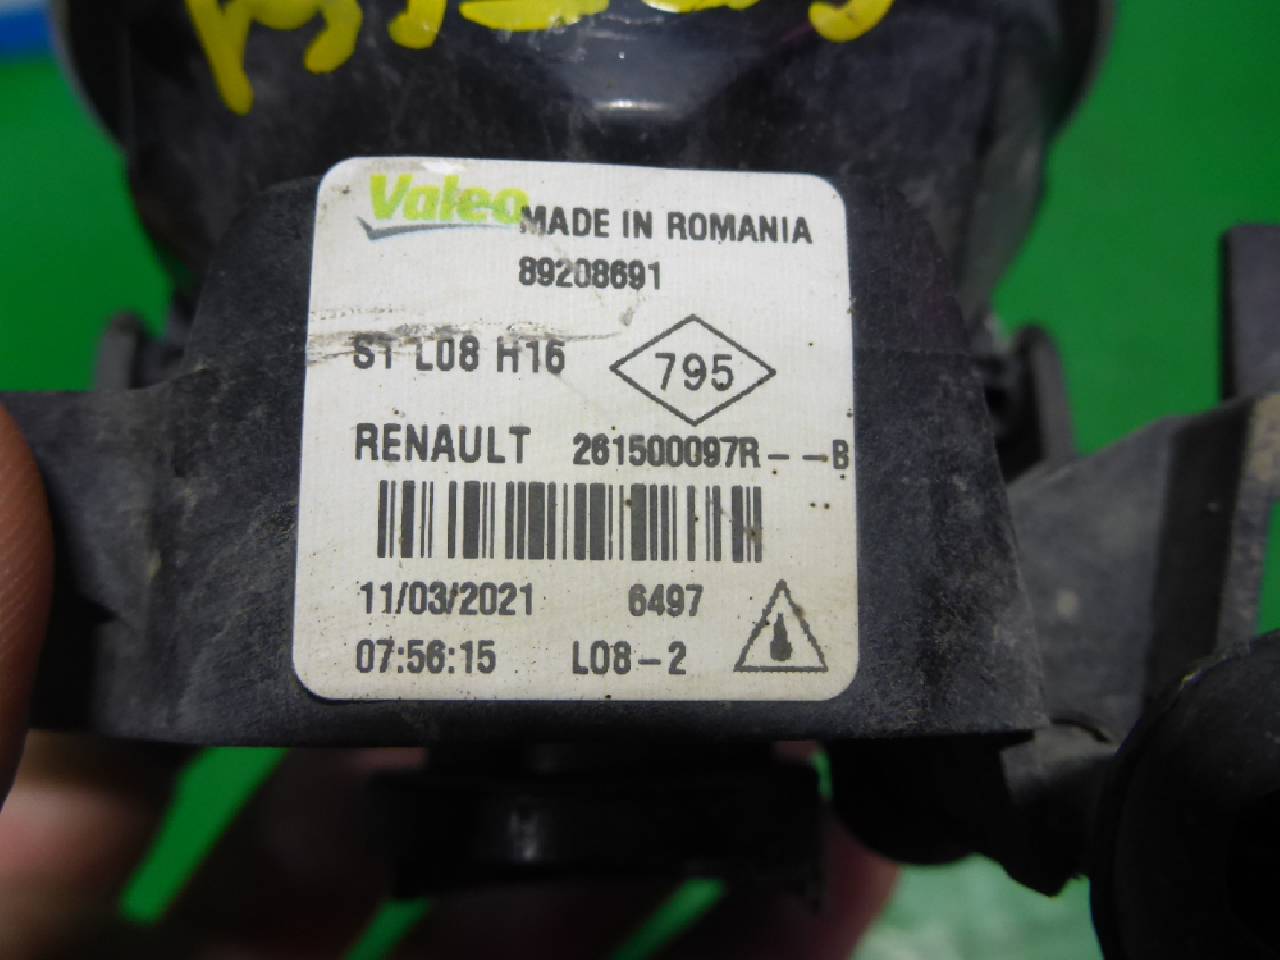 Valeo MADE IN ROMANIA
89208691
S1 L08 H16
795
RENAULT 261500097R--B
11/03/2021 6497
07:56:15 L08-2